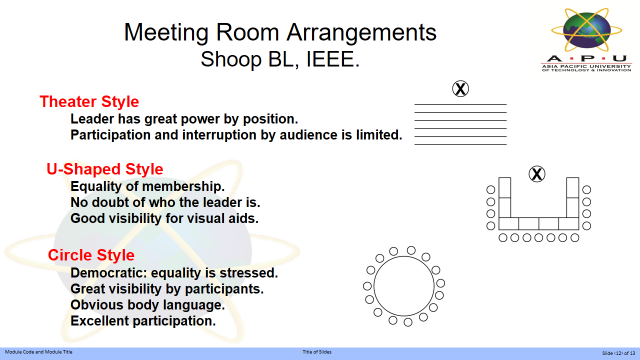 Meeting Room Arrangements
Shoop BL, IEEE.
A · P · U
ASIA PACIFIC UNIVERSITY
OF TECHNOLOGY & INNOVATION
Theater Style
Leader has great power by position.
Participation and interruption by audience is limited.
X
U-Shaped Style
Equality of membership.
No doubt of who the leader is.
Good visibility for visual aids.
X
Circle Style
Democratic: equality is stressed.
Great visibility by participants.
Obvious body language.
Excellent participation.
Module Code and Module Title
Title of Slides
Slide ‹12› of 13